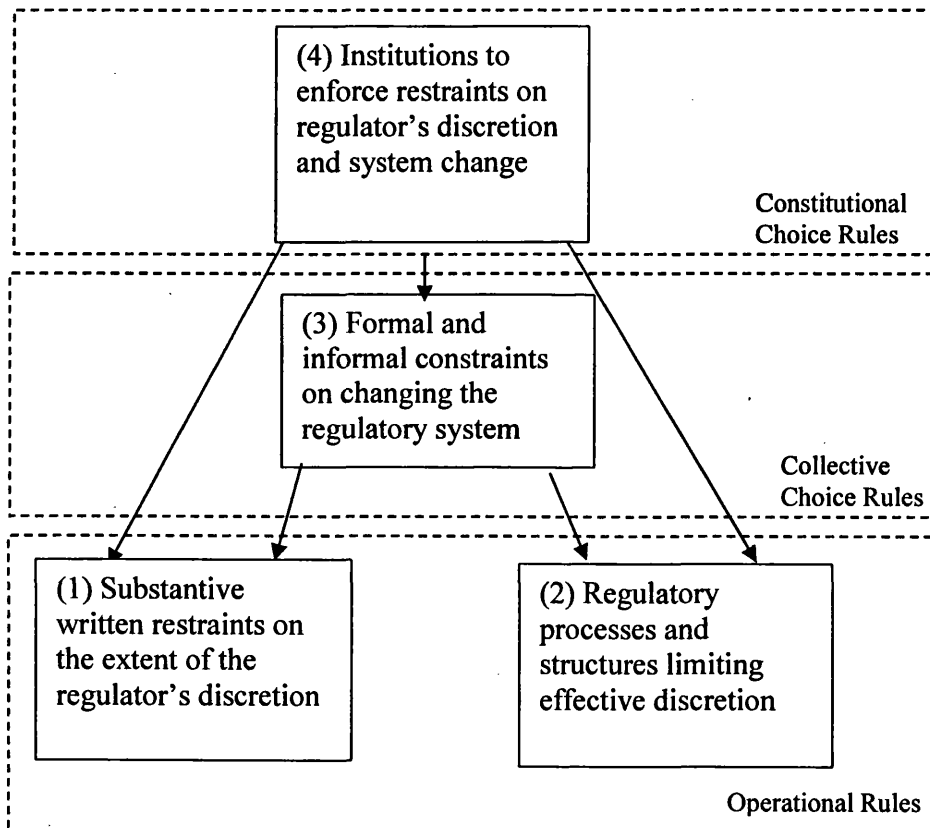 (4) Institutions to
enforce restraints on
regulator's discretion
and system change
Constitutional
Choice Rules
(3) Formal and
informal constraints
on changing the
regulatory system
Collective
Choice Rules
(1) Substantive
written restraints on
the extent of the
regulator's discretion
(2) Regulatory
processes and
structures limiting
effective discretion
Operational Rules